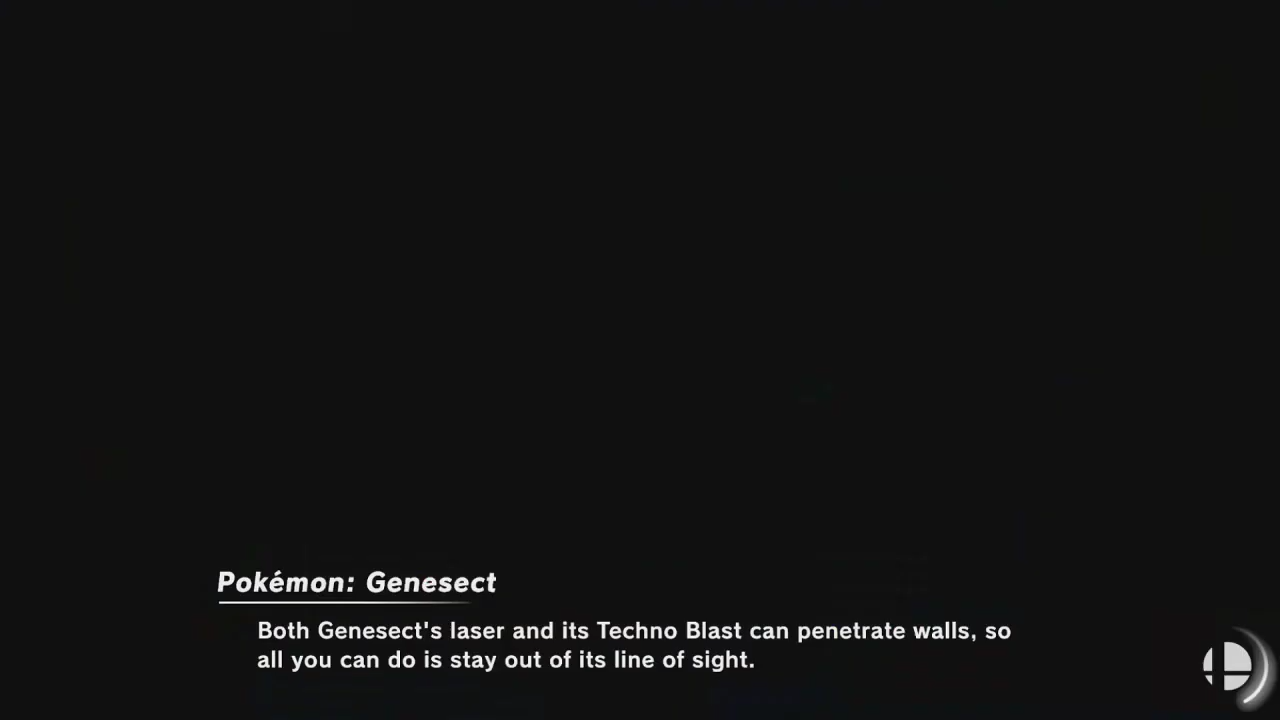 Pokémon: Genesect
Both Genesect's laser and its Techno Blast can penetrate walls, so
all you can do is stay out of its line of sight.